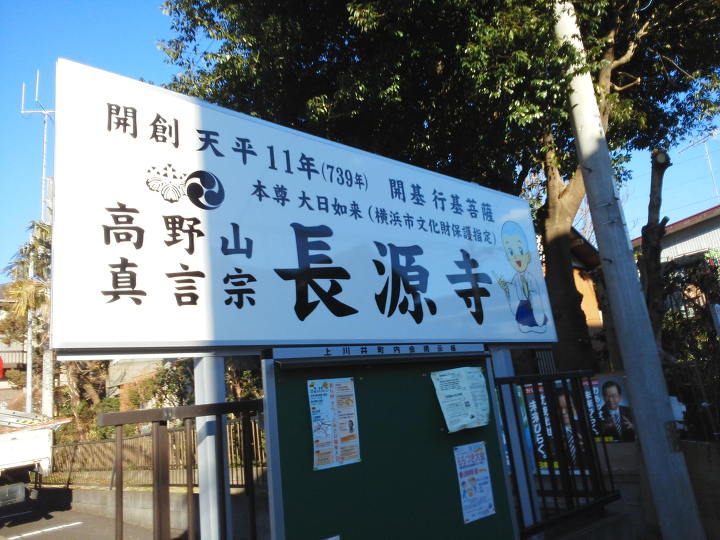 開創 天平11年(739年) 開基 行基菩薩
本尊 大日如来 (横浜市文化財保護指定)
高野山
真言宗
長源寺
上川井町内会掲示板